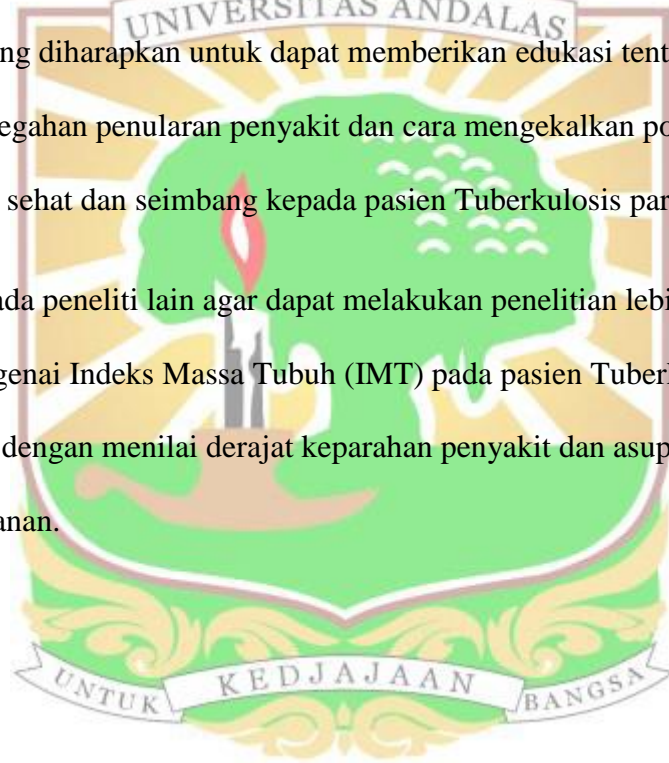 UNIVERSITAS ANDALAS
ng diharapkan untuk dapat memberikan edukasi tent
egahan penularan penyakit dan cara mengekalkan po
sehat dan seimbang kepada pasien Tuberkulosis par
ada peneliti lain agar dapat melakukan penelitian lebi
genai Indeks Massa Tubuh (IMT) pada pasien Tuber
dengan menilai derajat keparahan penyakit dan asup
anan.
UNTUK KEDJAJAAN BANGSA